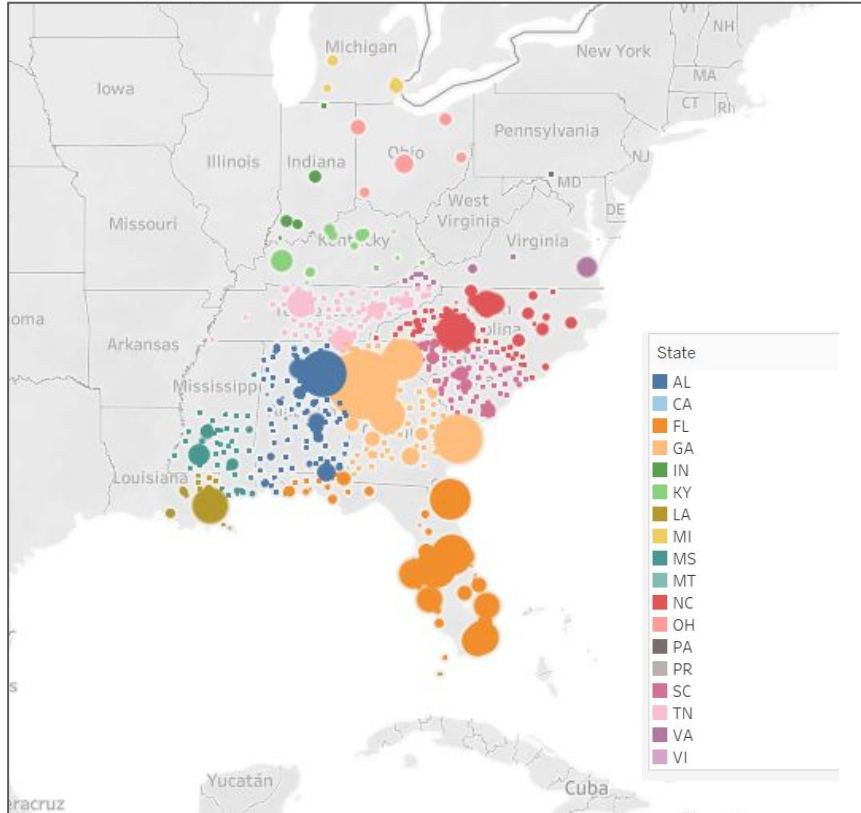 Michigan
New York
VT
NH
MA
CT
Rh
Iowa
Pennsylvania
NJ
Illinois
Indiana
Ohio
MD
DE
West
Virginia
Missouri
Virginia
Kentucky
oma
Arkansas
olina
Mississippi
Louisiana
State
AL
CA
FL
GA
IN
KY
LA
MI
MS
MT
NC
OH
PA
PR
SC
TN
VA
VI
s
Yucatán
Cuba
eracruz